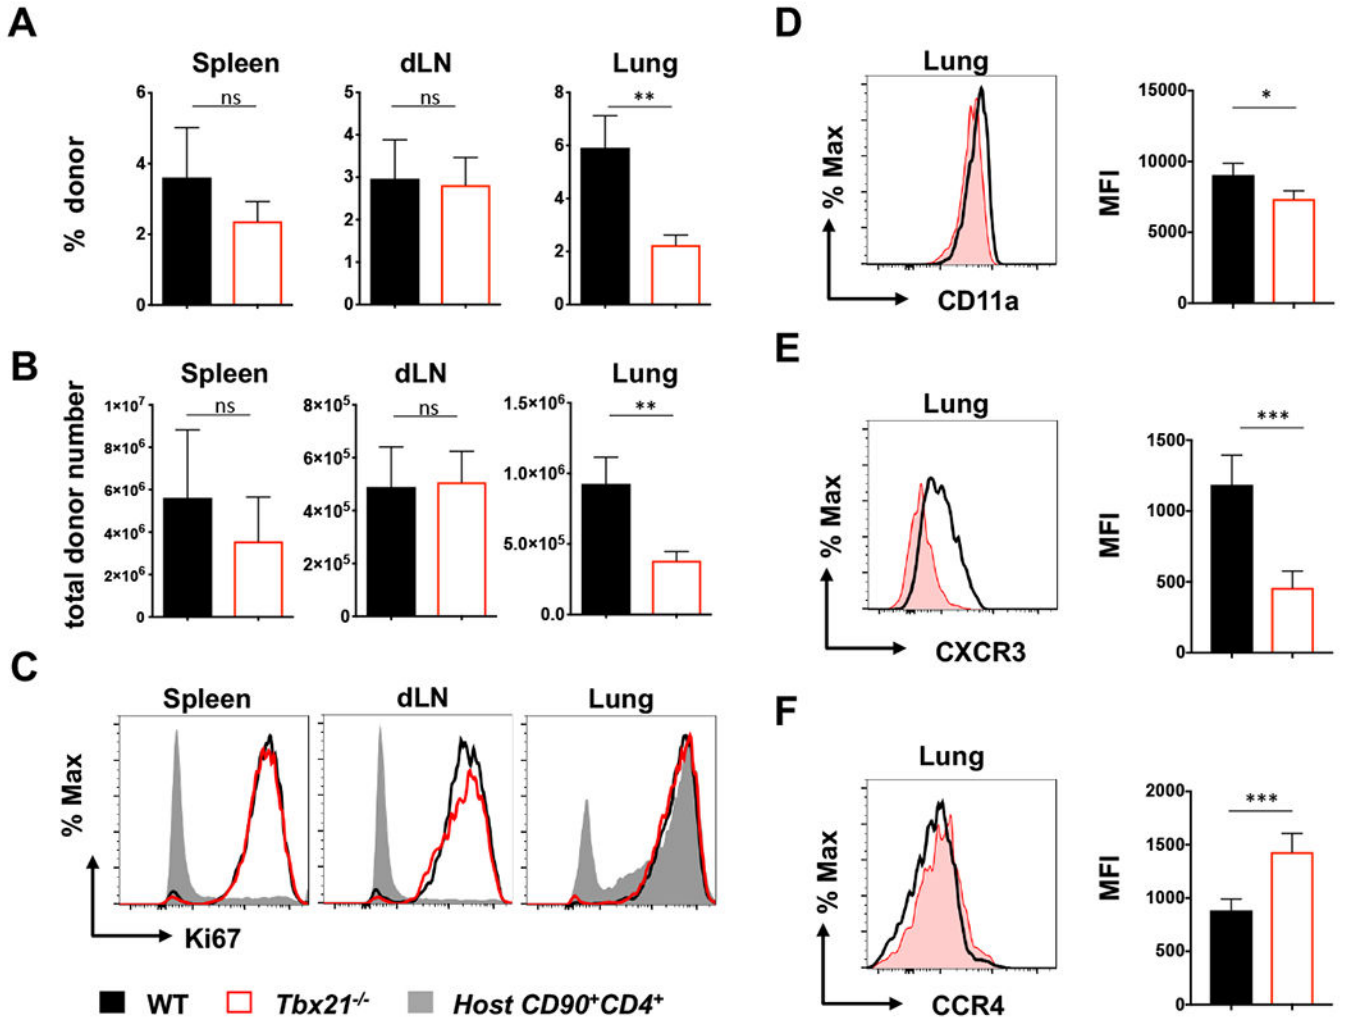 A
Spleen
dLN
Lung
% donor
6
4
2
0
ns
5
4
3
2
1
0
ns
8
6
4
2
0
**
B
Spleen
dLN
Lung
total donor number
1×10⁷
8×10⁶
6×10⁶
4×10⁶
2×10⁶
0
ns
8×10⁵
6×10⁵
4×10⁵
2×10⁵
0
ns
1.5×10⁶
1.0×10⁶
5.0×10⁵
0.0
**
C
Spleen
dLN
Lung
% Max
Ki67
WT
Tbx21⁻/⁻
Host CD90⁺CD4⁺
D
Lung
% Max
CD11a
MFI
15000
10000
5000
0
*
E
Lung
% Max
CXCR3
MFI
1500
1000
500
0
***
F
Lung
% Max
CCR4
MFI
2000
1500
1000
500
0
***